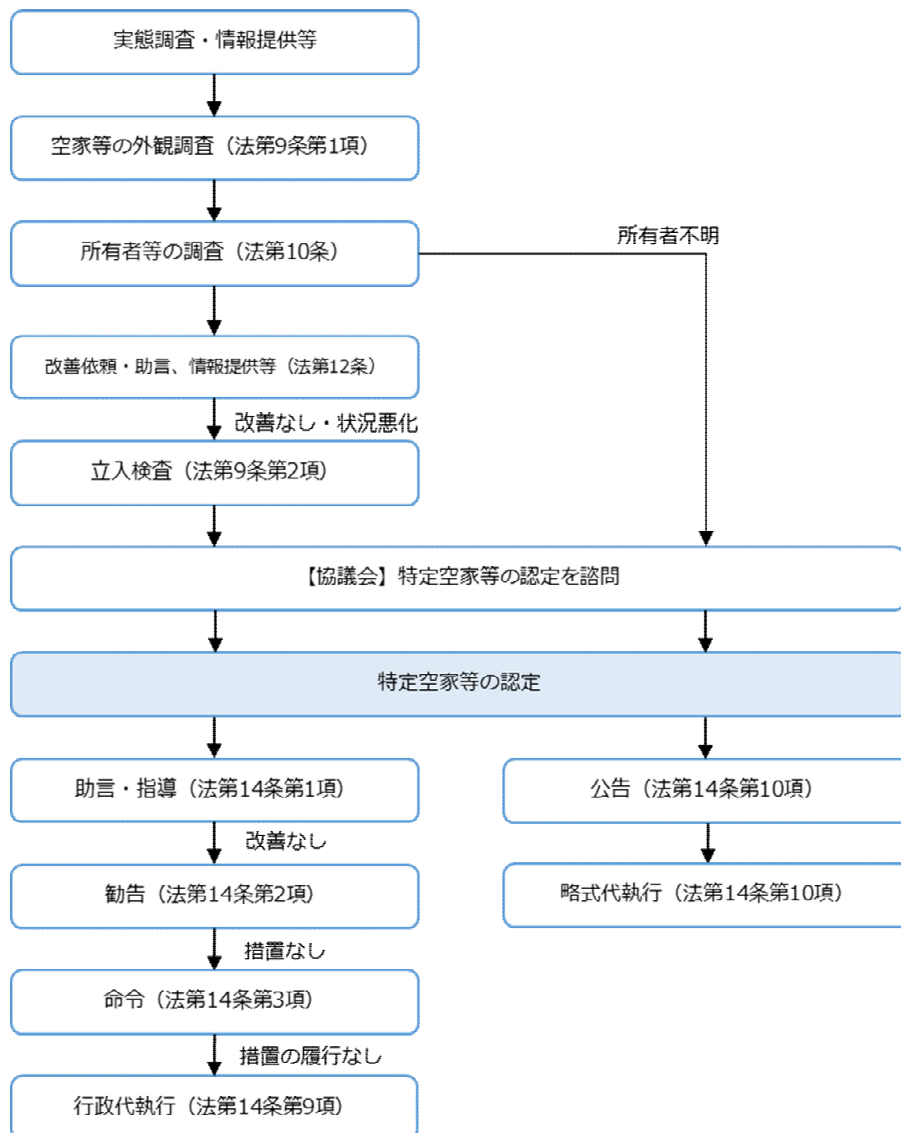 実態調査・情報提供等
空家等の外観調査（法第9条第1項）
所有者等の調査（法第10条）
所有者不明
改善依頼・助言、情報提供等（法第12条）
改善なし・状況悪化
立入検査（法第9条第2項）
【協議会】特定空家等の認定を諮問
特定空家等の認定
助言・指導（法第14条第1項）
公告（法第14条第10項）
改善なし
勧告（法第14条第2項）
略式代執行（法第14条第10項）
措置なし
命令（法第14条第3項）
措置の履行なし
行政代執行（法第14条第9項）